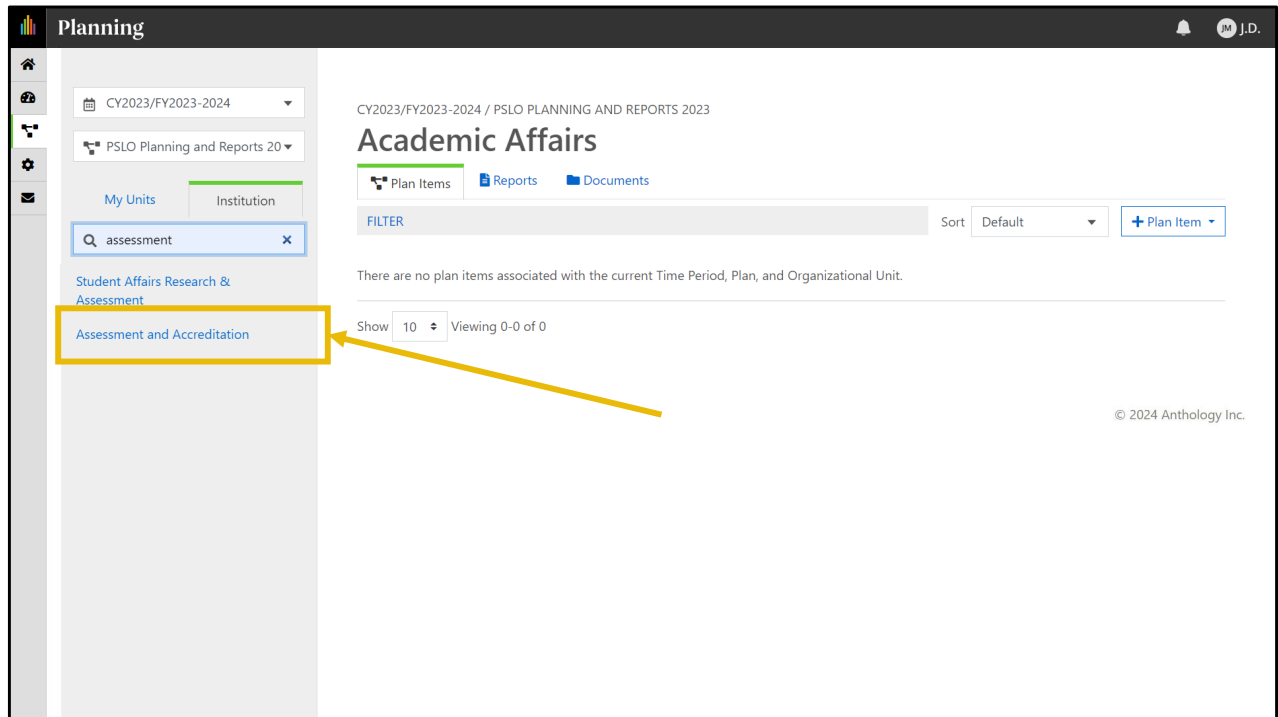 Planning
JM J.D.
CY2023/FY2023-2024
PSLO Planning and Reports 20
My Units
Institution
assessment
Student Affairs Research &
Assessment
Assessment and Accreditation
CY2023/FY2023-2024 / PSLO PLANNING AND REPORTS 2023
Academic Affairs
Plan Items
Reports
Documents
FILTER
Sort
Default
+ Plan Item
There are no plan items associated with the current Time Period, Plan, and Organizational Unit.
Show 10 Viewing 0-0 of 0
© 2024 Anthology Inc.